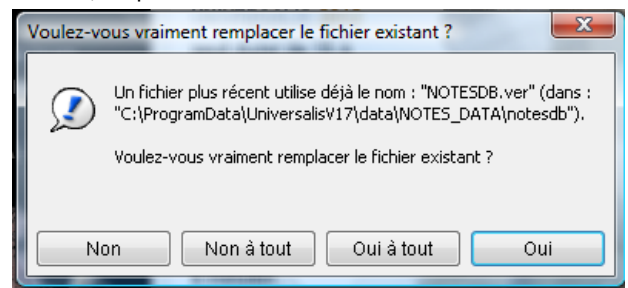 Voulez-vous vraiment remplacer le fichier existant ?
Un fichier plus récent utilise déjà le nom : "NOTESDB.ver" (dans :
"C:\ProgramData\UniversalisV17\data\NOTES_DATA\notesdb").
Voulez-vous vraiment remplacer le fichier existant ?
Non
Non à tout
Oui à tout
Oui